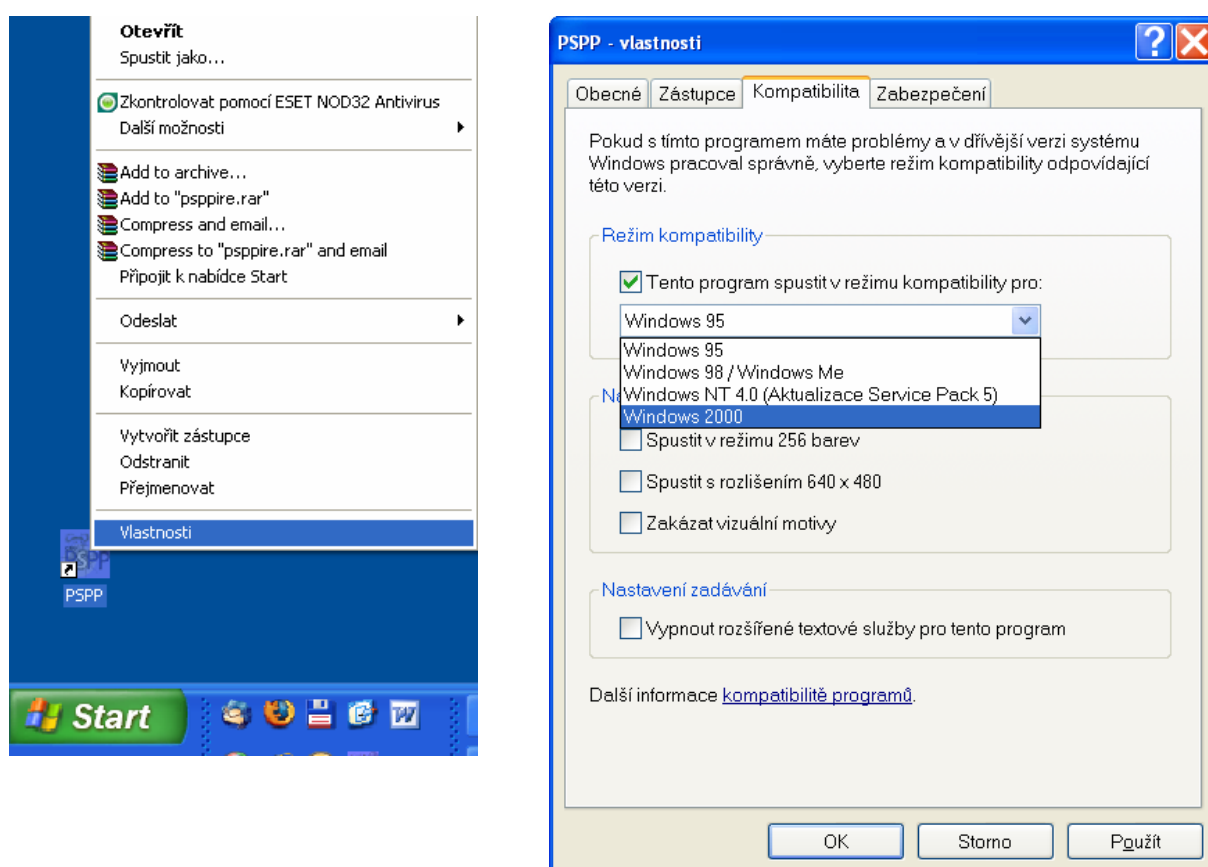 Otevřít
Spustit jako...
Zkontrolovat pomocí ESET NOD32 Antivirus
Další možnosti
Add to archive...
Add to "psppire.rar"
Compress and email...
Compress to "psppire.rar" and email
Připojit k nabídce Start
Odeslat
Vyjmout
Kopírovat
Vytvořit zástupce
Odstranit
Přejmenovat
Vlastnosti
PSPP
Start
PSPP - vlastnosti
Obecné Zástupce Kompatibilita Zabezpečení
Pokud s tímto programem máte problémy a v dřívější verzi systému
Windows pracoval správně, vyberte režim kompatibility odpovídající
této verzi.
Režim kompatibility
Tento program spustit v režimu kompatibility pro:
Windows 95
Windows 95
Windows 98 / Windows Me
Windows NT 4.0 (Aktualizace Service Pack 5)
Windows 2000
Spustit v režimu 256 barev
Spustit s rozlišením 640 x 480
Zakázat vizuální motivy
Nastavení zadávání
Vypnout rozšířené textové služby pro tento program
Další informace kompatibilitě programů.
OK Storno Použít